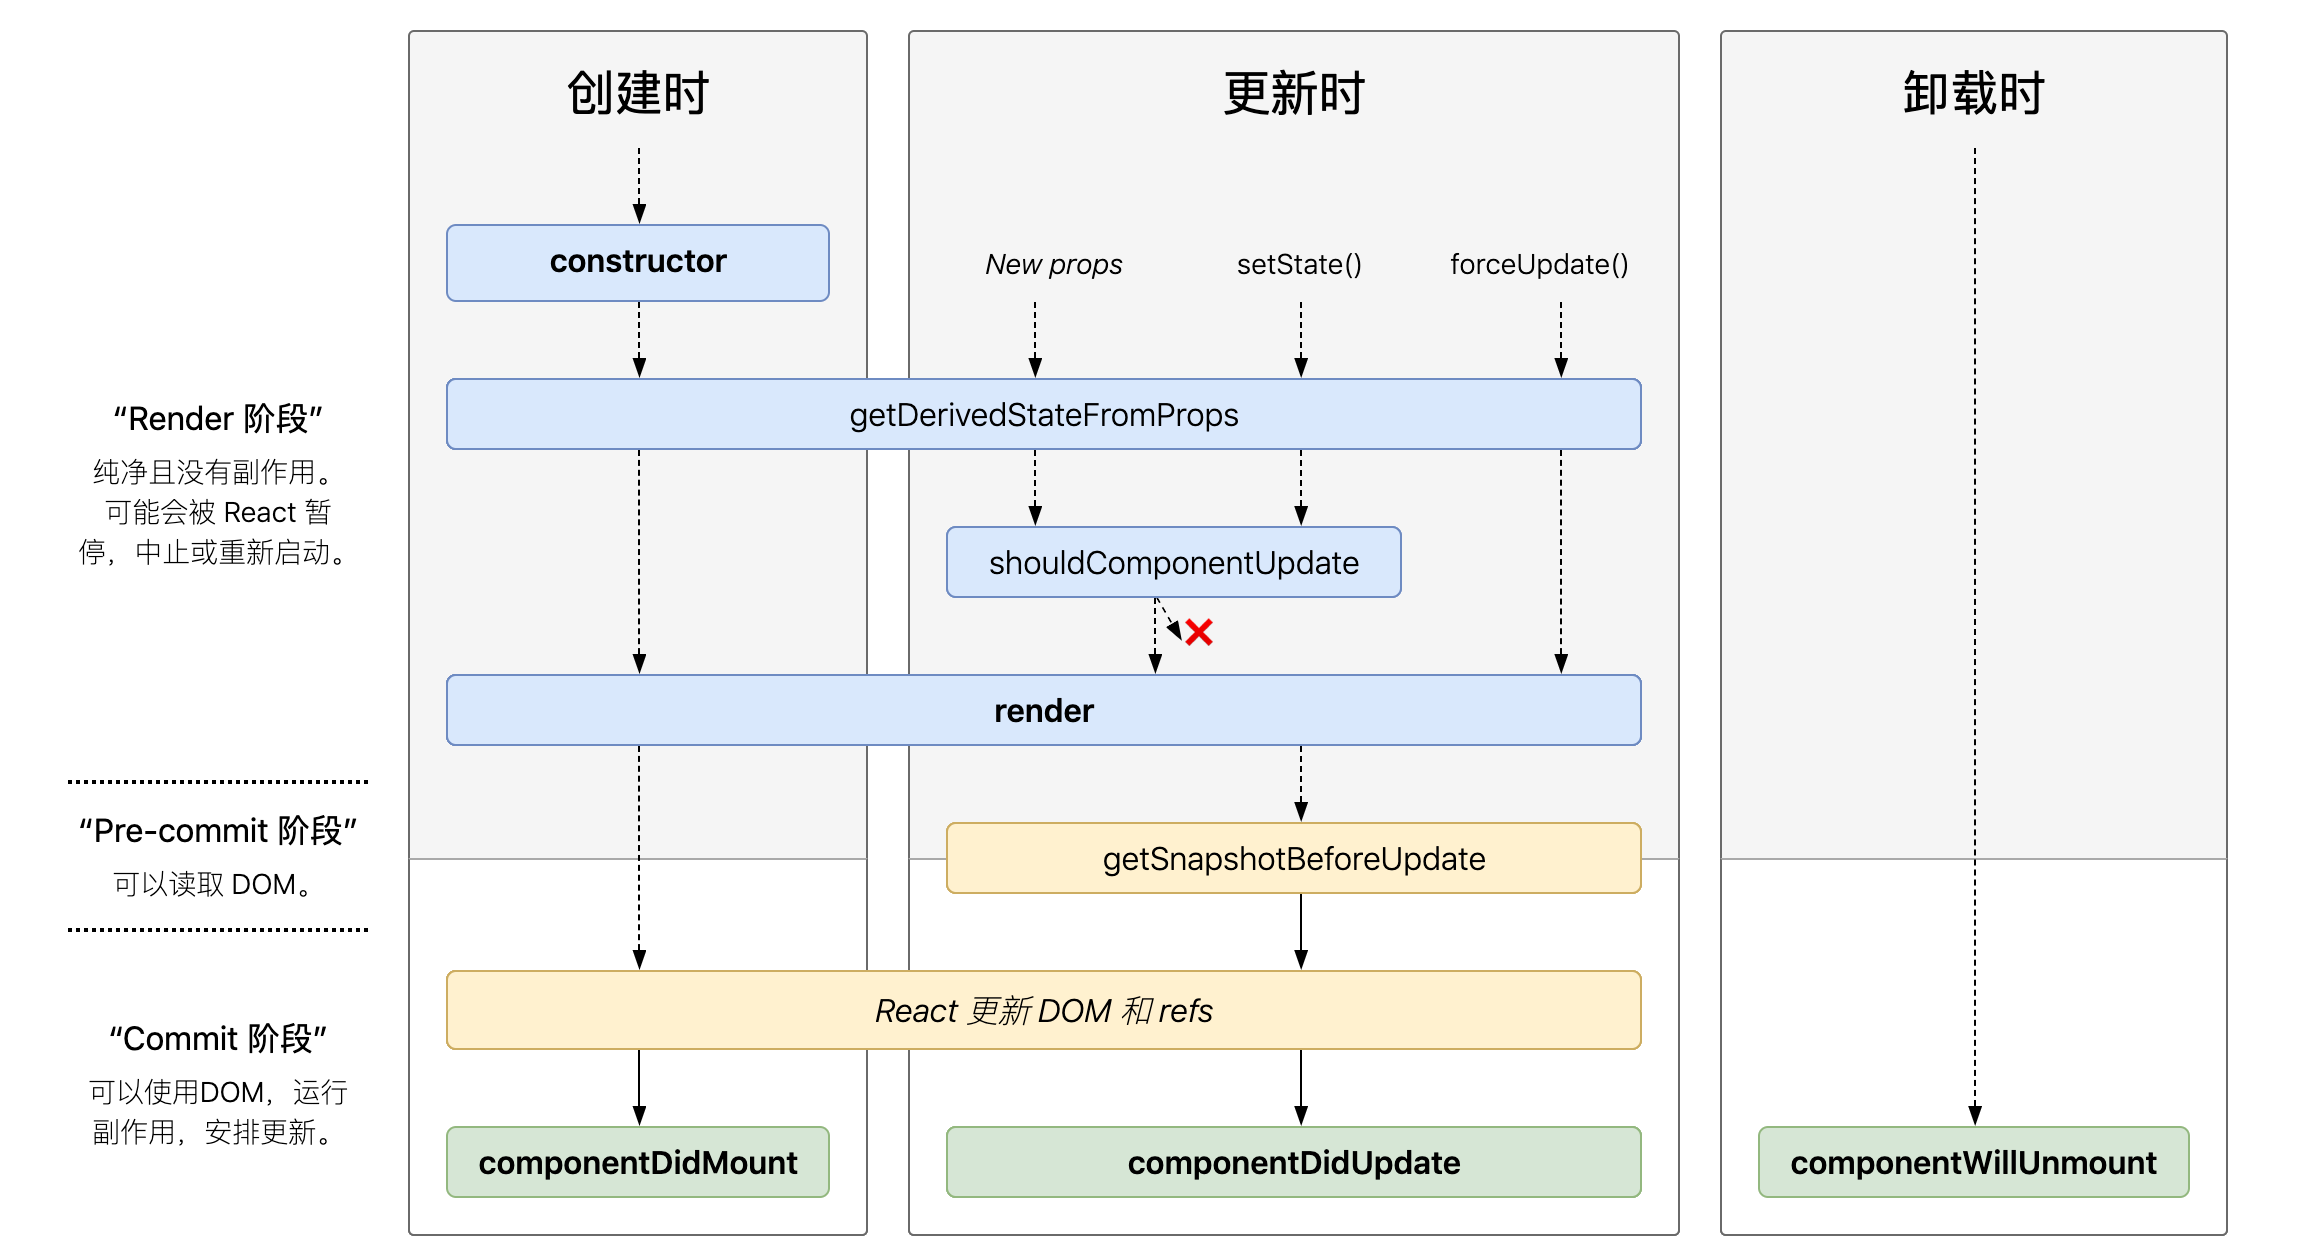 创建时
更新时
卸载时
constructor
New props
setState()
forceUpdate()
getDerivedStateFromProps
“Render 阶段”
纯净且没有副作用。
可能会被 React 暂
停，中止或重新启动。
shouldComponentUpdate
render
“Pre-commit 阶段”
可以读取 DOM。
getSnapshotBeforeUpdate
React 更新 DOM 和 refs
“Commit 阶段”
可以使用DOM，运行
副作用，安排更新。
componentDidMount
componentDidUpdate
componentWillUnmount